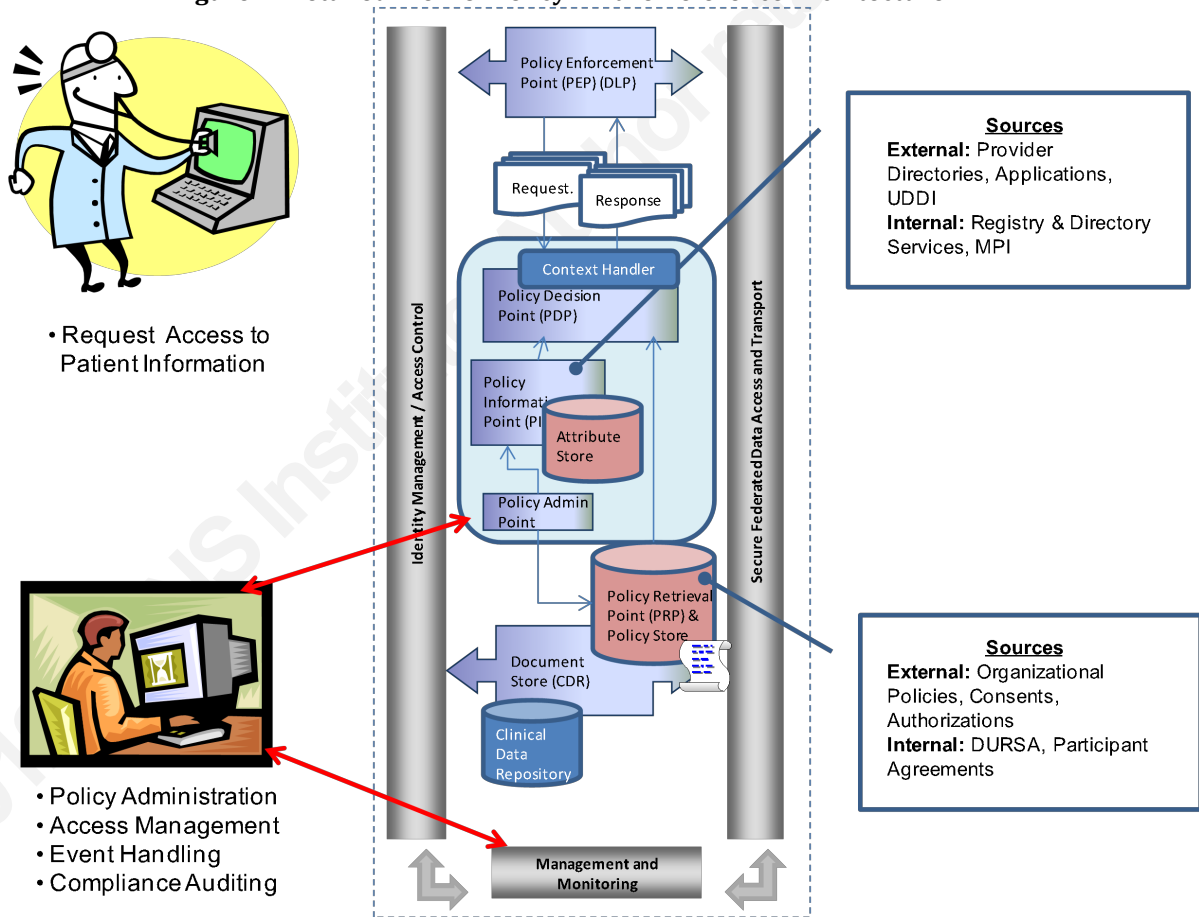 Policy Enforcement
Point (PEP) (DLP)
Request.
Response
Context Handler
Policy Decision
Point (PDP)
Policy
Point (PI
Attribute
Store
Policy Admin
Point
Policy Retrieval
Point (PRP) &
Policy Store
Document
Store (CDR)
Clinical
Data
Repository
Identity Management / Access Control
Secure Federated Data Access and Transport
Management and
Monitoring
• Request Access to
Patient Information
• Policy Administration
• Access Management
• Event Handling
• Compliance Auditing
Sources
External: Provider
Directories, Applications,
UDDI
Internal: Registry & Directory
Services, MPI
Sources
External: Organizational
Policies, Consents,
Authorizations
Internal: DURSA, Participant
Agreements